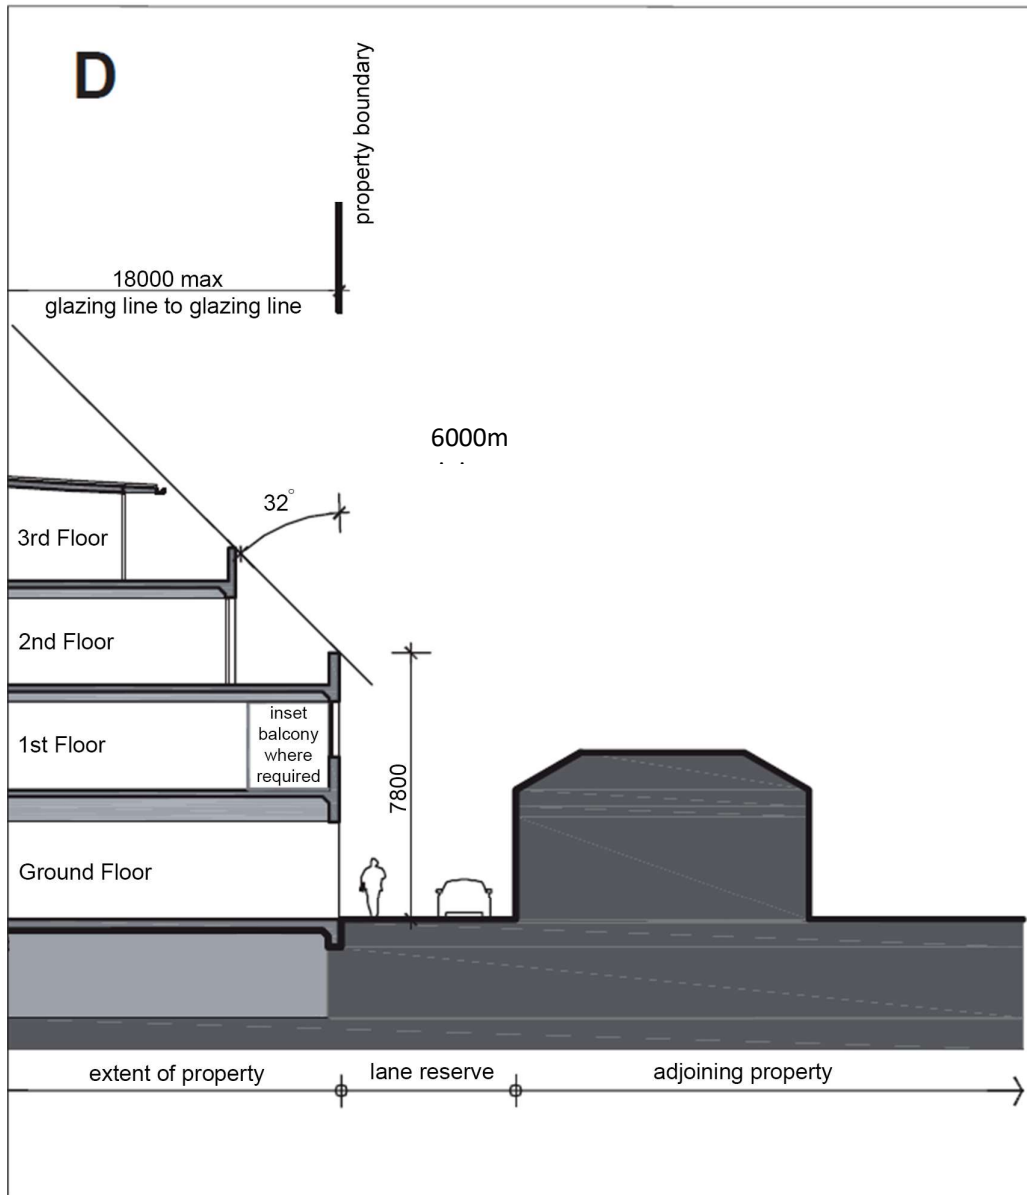 D
property boundary
18000 max
glazing line to glazing line
6000m
32°
3rd Floor
2nd Floor
1st Floor
inset
balcony
where
required
7800
Ground Floor
extent of property
lane reserve
adjoining property